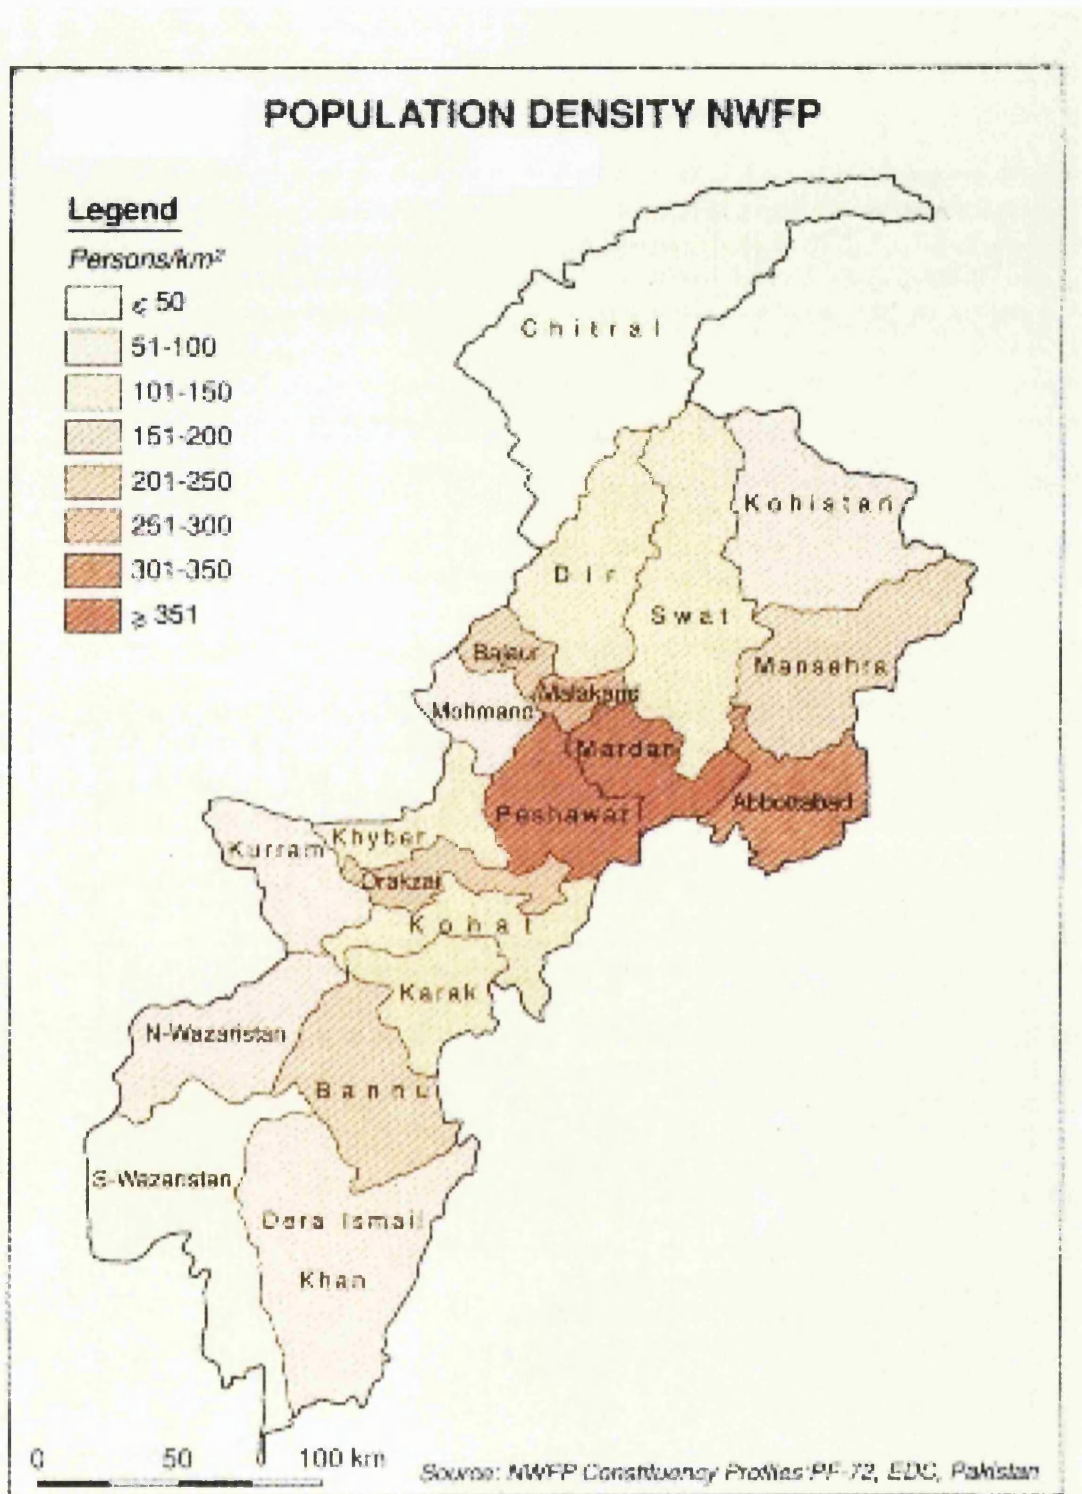 POPULATION DENSITY NWFP
Legend
Persons/km²
⩽ 50
51-100
101-150
151-200
201-250
251-300
301-350
⩾ 351
Chitral
Kohistan
Dir
Swat
Bajaur
Mansehra
Malakand
Mohmand
Mardan
Abbottabad
Peshawar
Khyber
Kurram
Orakzai
Kohat
Karak
N-Wazaristan
Bannu
S-Wazaristan
Dera Ismail
Khan
0 50 0 100 km
Source: NWFP Constituency Profiles:PF-72, EDC, Pakistan